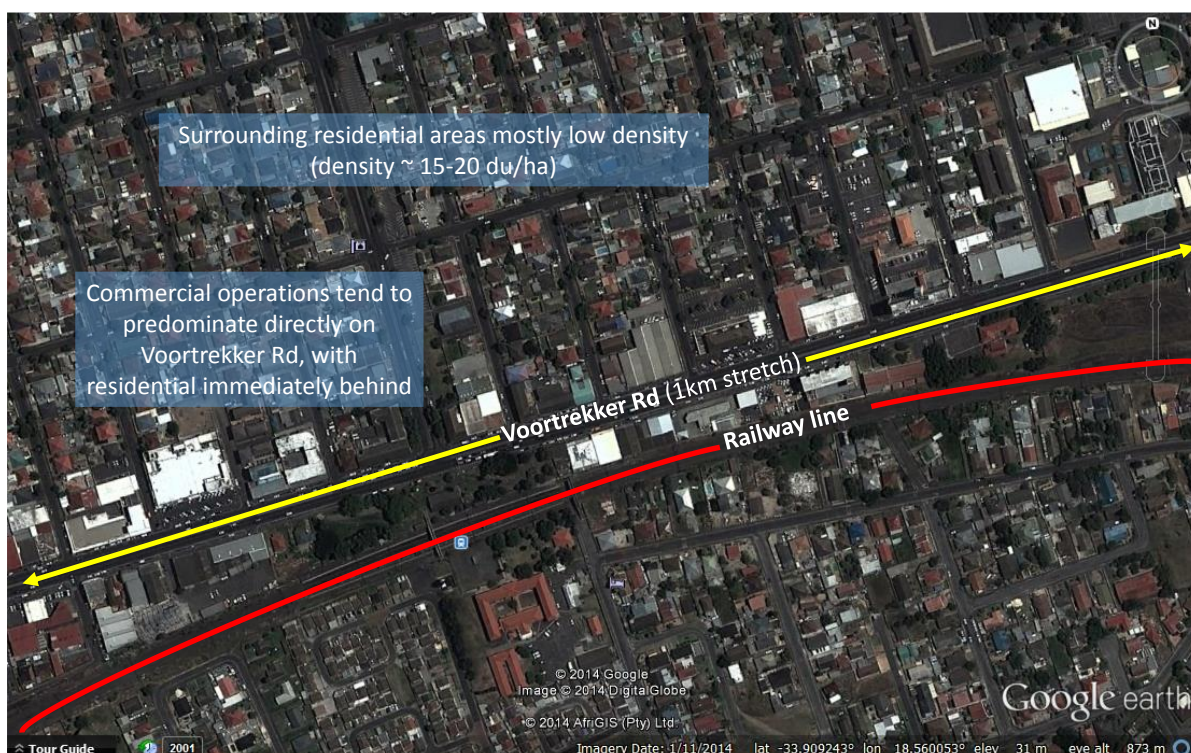 N
Surrounding residential areas mostly low density
(density ~ 15-20 du/ha)
Commercial operations tend to
predominate directly on
Voortrekker Rd, with
residential immediately behind
Voortrekker Rd (1km stretch)
Railway line
© 2014 Google
Image © 2014 DigitalGlobe
© 2014 AfriGIS (Pty) Ltd
Google earth
Tour Guide
2001
Imagery Date: 1/11/2014 lat -33.909243° lon 18.560053° elev 31 m eye alt 873 m